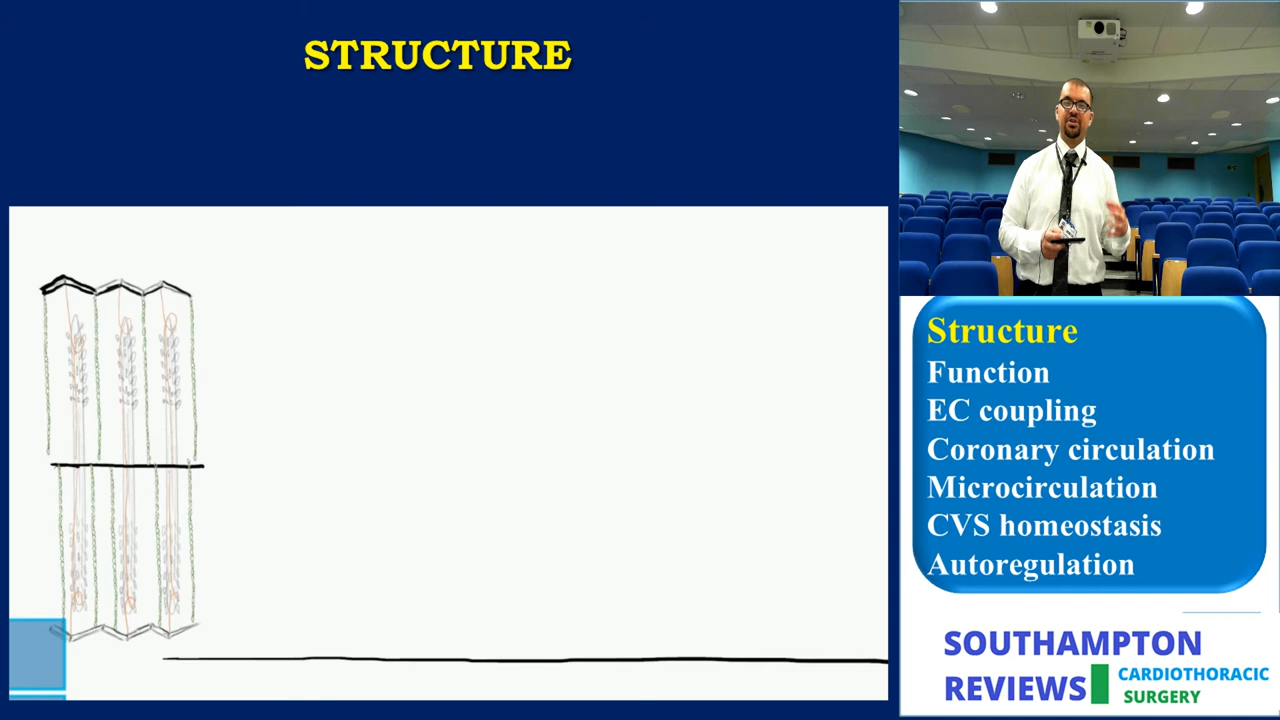 STRUCTURE
Structure
Function
EC coupling
Coronary circulation
Microcirculation
CVS homeostasis
Autoregulation
SOUTHAMPTON
REVIEWS
CARDIOTHORACIC
SURGERY